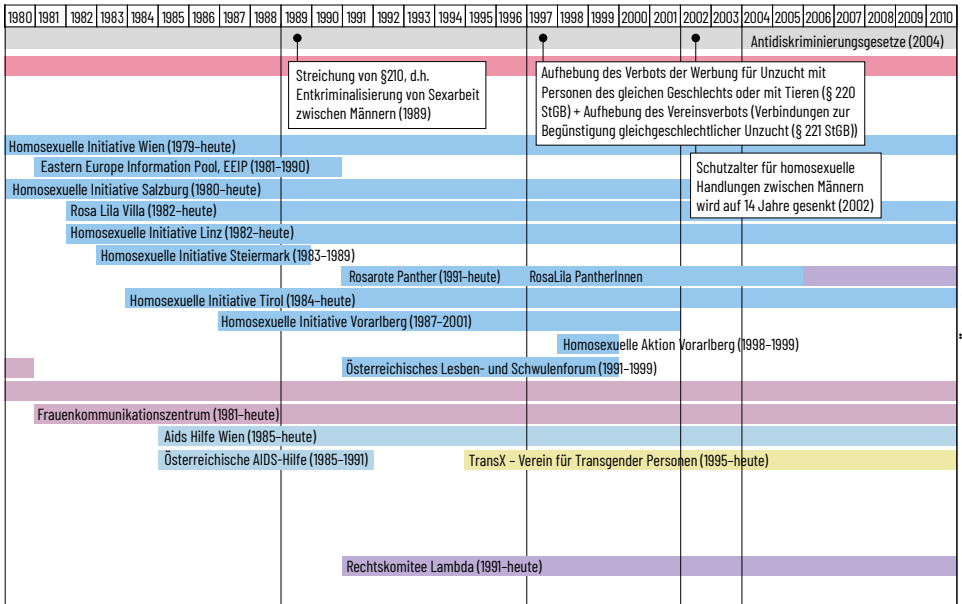 1980 1981 1982 1983 1984 1985 1986 1987 1988 1989 1990 1991 1992 1993 1994 1995 1996 1997 1998 1999 2000 2001 2002 2003 2004 2005 2006 2007 2008 2009 2010
Antidiskriminierungsgesetze (2004)
Streichung von §210, d.h.
Entkriminalisierung von Sexarbeit
zwischen Männern (1989)
Aufhebung des Verbots der Werbung für Unzucht mit
Personen des gleichen Geschlechts oder mit Tieren (§ 220
StGB) + Aufhebung des Vereinsverbots (Verbindungen zur
Begünstigung gleichgeschlechtlicher Unzucht (§ 221 StGB))
Schutzalter für homosexuelle
Handlungen zwischen Männern
wird auf 14 Jahre gesenkt (2002)
Homosexuelle Initiative Wien (1979–heute)
Eastern Europe Information Pool, EEIP (1981–1990)
Homosexuelle Initiative Salzburg (1980–heute)
Rosa Lila Villa (1982–heute)
Homosexuelle Initiative Linz (1982–heute)
Homosexuelle Initiative Steiermark (1983–1989)
Rosarote Panther (1991–heute) RosaLila PantherInnen
Homosexuelle Initiative Tirol (1984–heute)
Homosexuelle Initiative Vorarlberg (1987–2001)
Homosexuelle Aktion Vorarlberg (1998–1999)
Österreichisches Lesben- und Schwulenforum (1991–1999)
Frauenkommunikationszentrum (1981–heute)
Aids Hilfe Wien (1985–heute)
Österreichische AIDS-Hilfe (1985–1991) TransX – Verein für Transgender Personen (1995–heute)
Rechtskomitee Lambda (1991–heute)